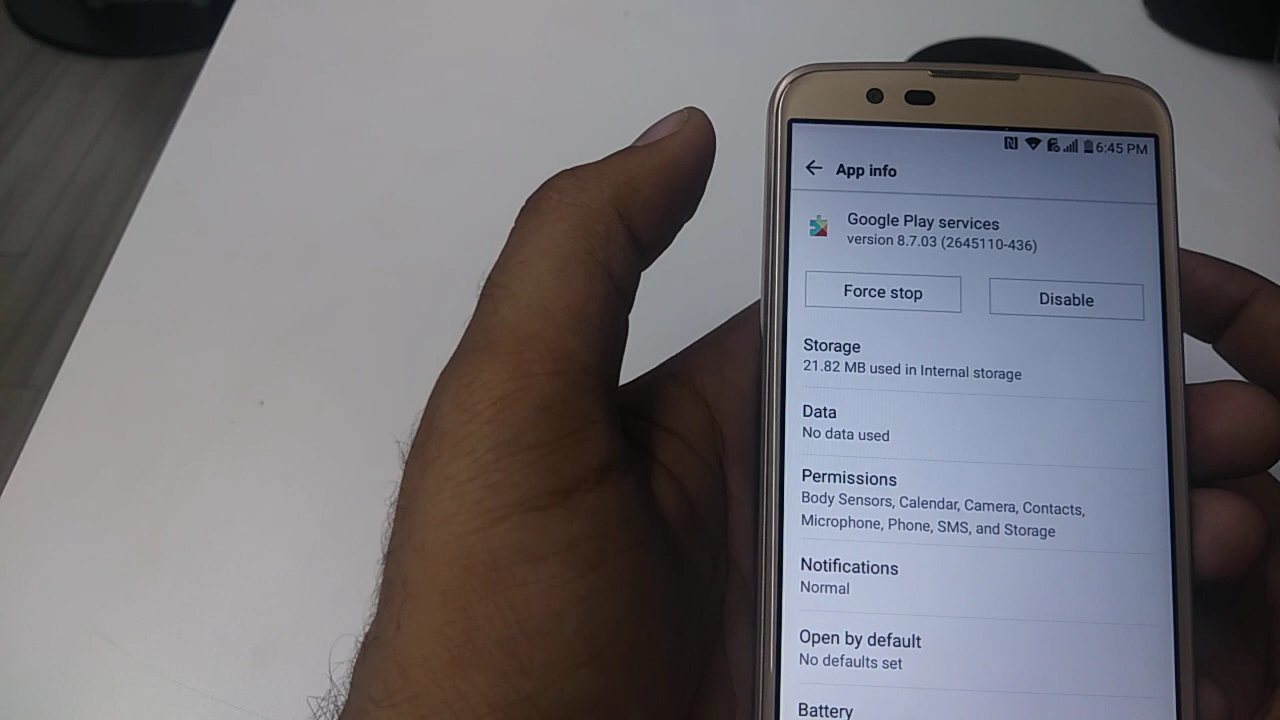 6:45 PM
App info
Google Play services
version 8.7.03 (2645110-436)
Force stop
Disable
Storage
21.82 MB used in Internal storage
Data
No data used
Permissions
Body Sensors, Calendar, Camera, Contacts,
Microphone, Phone, SMS, and Storage
Notifications
Normal
Open by default
No defaults set
Battery